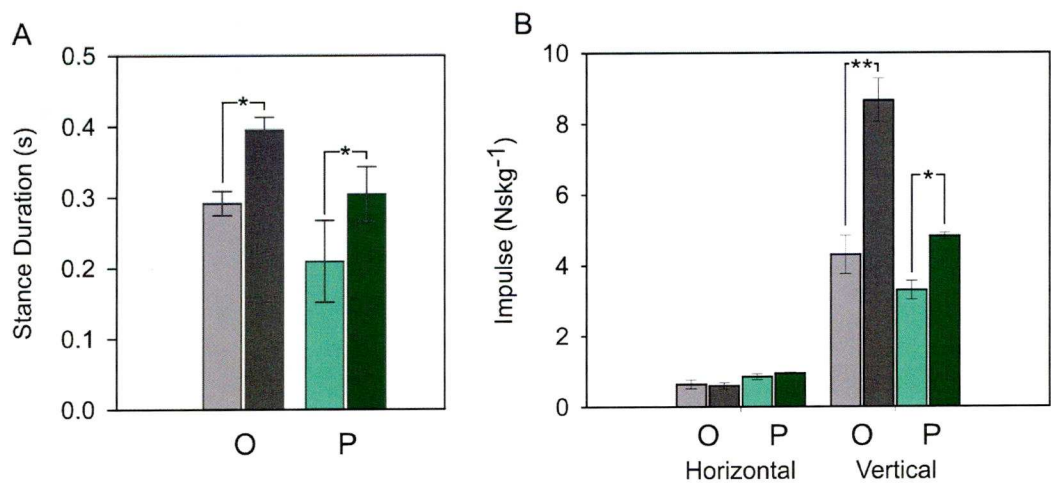 A
Stance Duration (s)
0.5
0.4
0.3
0.2
0.1
0.0
*
*
O P
B
Impulse (Nskg-1)
10
8
6
4
2
0
**
*
O P O P
Horizontal Vertical